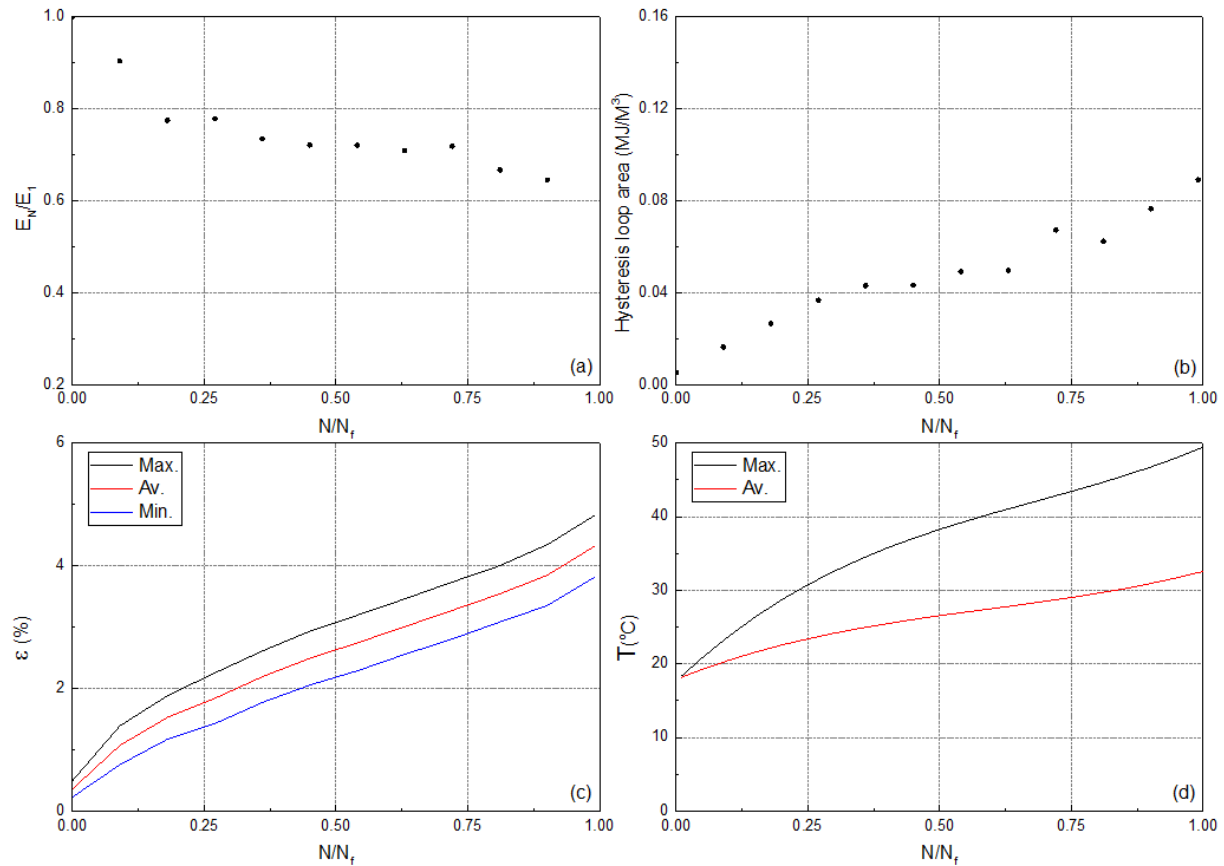 1.0
0.8
0.6
0.4
0.2
E_N/E_1
0.00 0.25 0.50 0.75 1.00
N/N_f
(a)
0.16
0.12
0.08
0.04
0.00
Hysteresis loop area (MJ/M³)
0.00 0.25 0.50 0.75 1.00
N/N_f
(b)
6
4
2
0
ε (%)
Max.
Av.
Min.
0.00 0.25 0.50 0.75 1.00
N/N_f
(c)
50
40
30
20
10
0
T(°C)
Max.
Av.
0.00 0.25 0.50 0.75 1.00
N/N_f
(d)